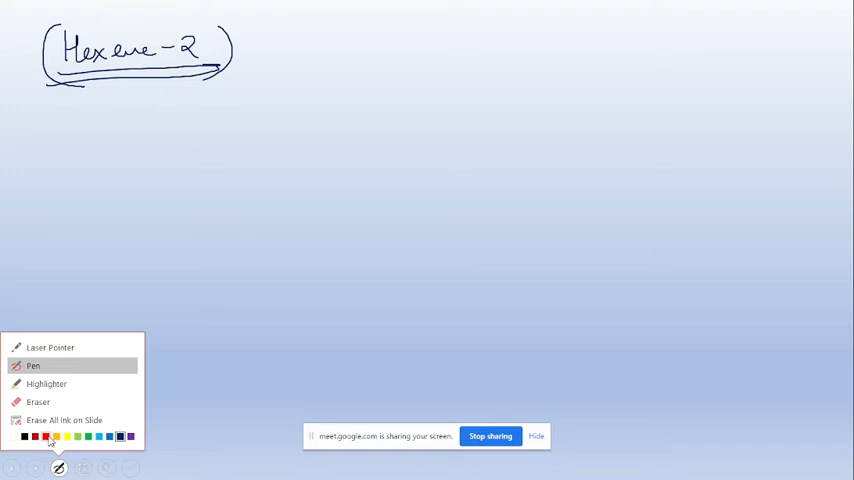 Hexene-2
Laser Pointer
Pen
Highlighter
Eraser
Erase All Ink on Slide
meet.google.com is sharing your screen.
Stop sharing
Hide